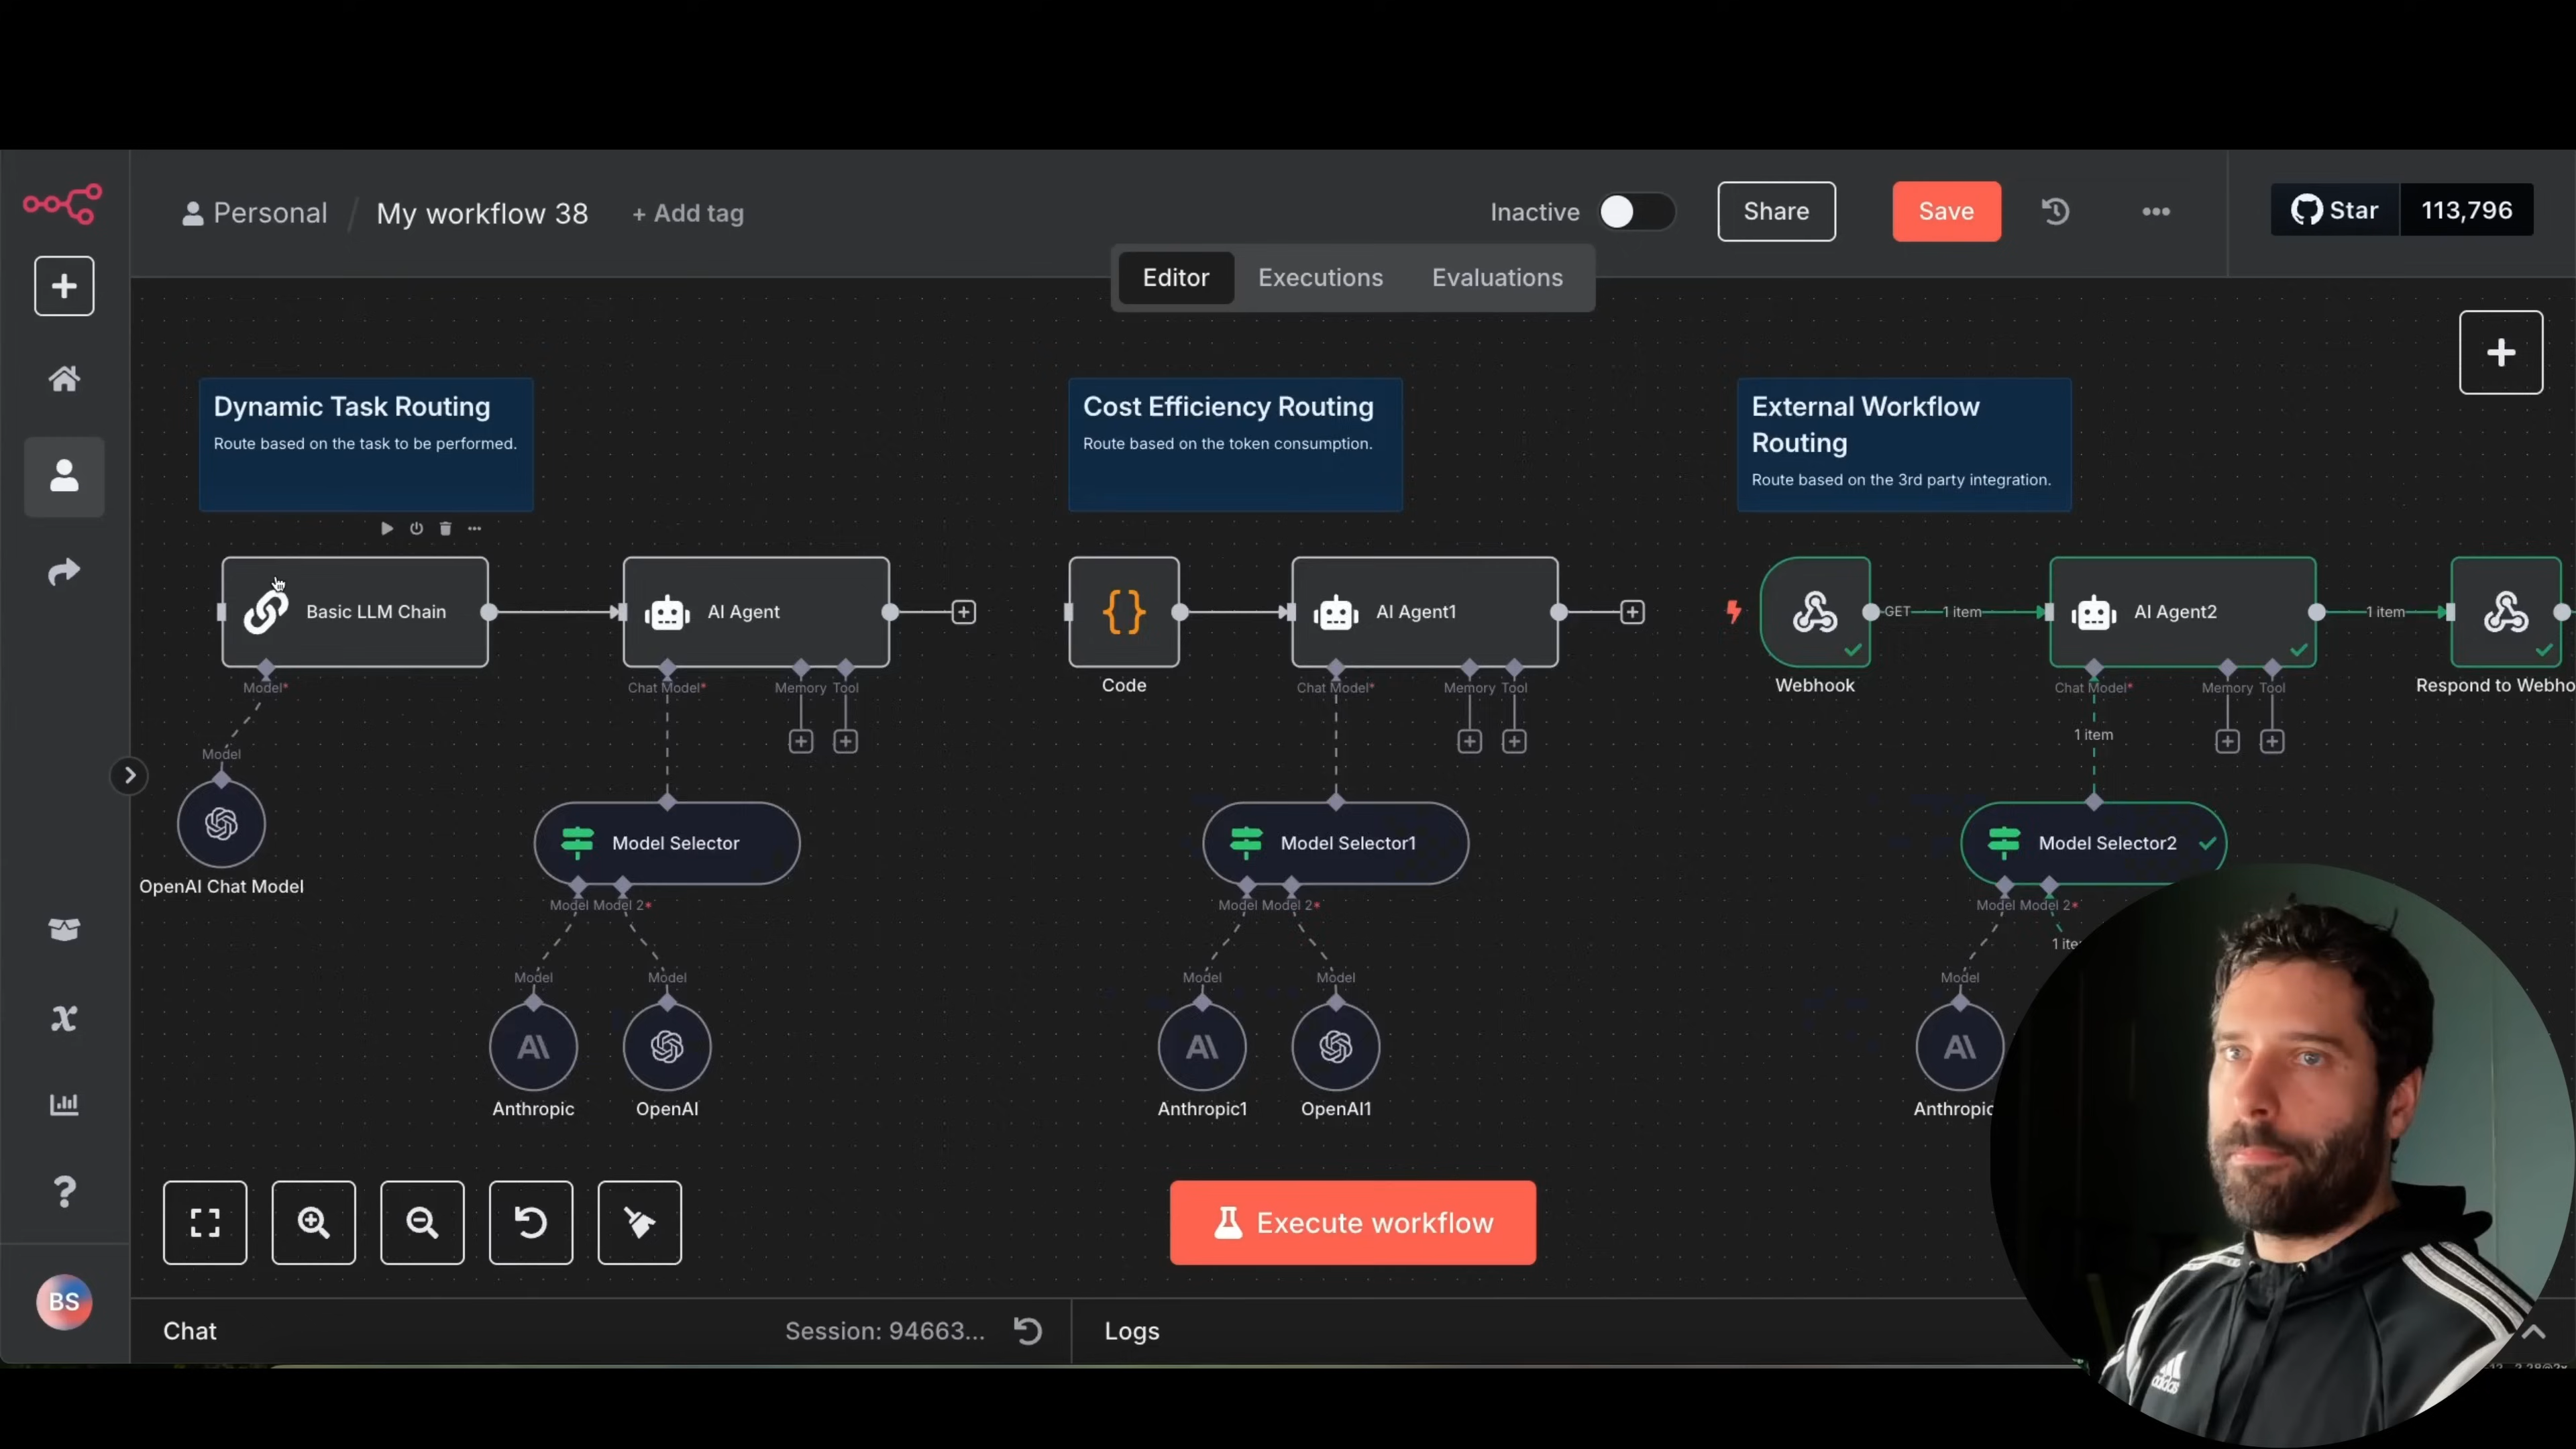 Personal / My workflow 38 + Add tag
Inactive
Share
Save
Star 113,796
Editor Executions Evaluations
Dynamic Task Routing
Route based on the task to be performed.
Cost Efficiency Routing
Route based on the token consumption.
External Workflow
Routing
Route based on the 3rd party integration.
Basic LLM Chain
Model*
Model
OpenAI Chat Model
AI Agent
Chat Model* Memory Tool
Model Selector
Model Model 2*
Model Model
Anthropic OpenAI
{}
Code
AI Agent1
Chat Model* Memory Tool
Model Selector1
Model Model 2*
Model Model
Anthropic1 OpenAI1
Webhook
GET 1 item
AI Agent2
1 item
Respond to Webho
Chat Model* Memory Tool
1 item
Model Selector2
Model Model 2*
1 ite
Model
Anthropic
Execute workflow
BS
Chat
Session: 94663...
Logs
adidas